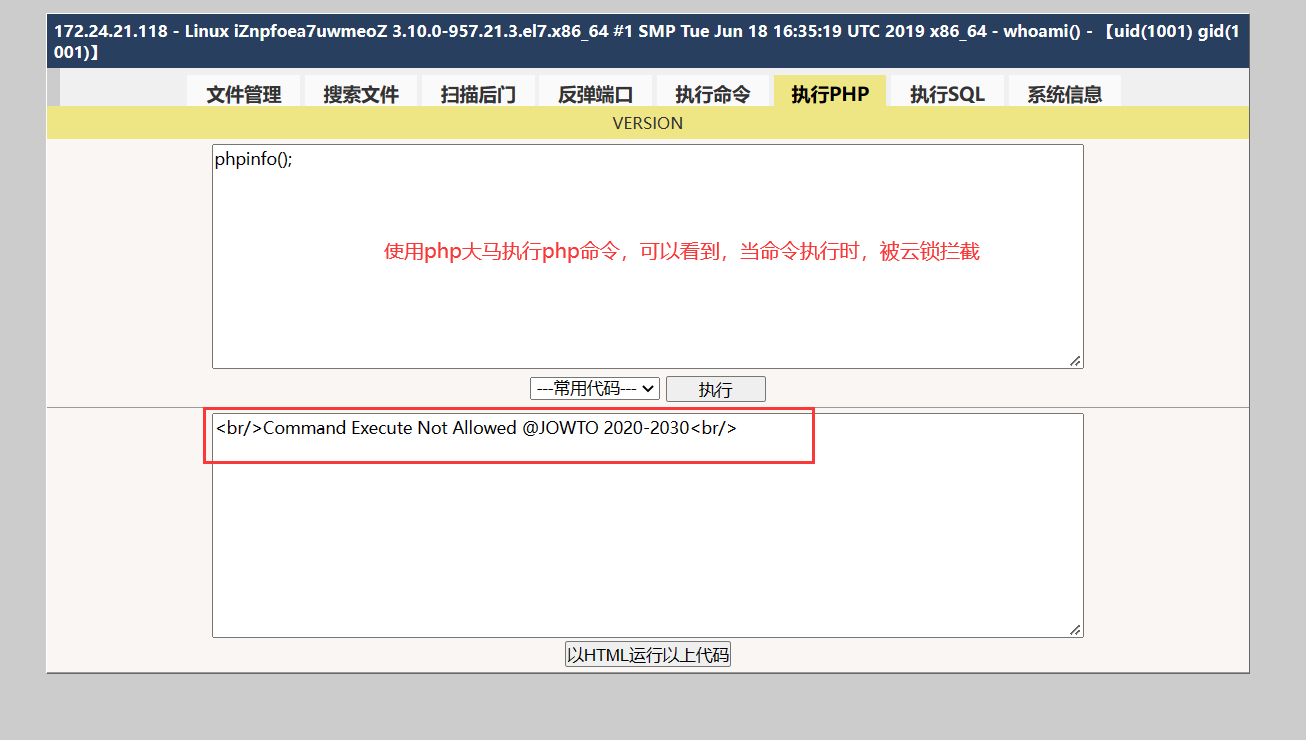 172.24.21.118 - Linux iZnpfoea7uwmeoZ 3.10.0-957.21.3.el7.x86_64 #1 SMP Tue Jun 18 16:35:19 UTC 2019 x86_64 - whoami() - 【uid(1001) gid(1
001)】
文件管理 搜索文件 扫描后门 反弹端口 执行命令 执行PHP 执行SQL 系统信息
VERSION
phpinfo();
使用php大马执行php命令，可以看到，当命令执行时，被云锁拦截
---常用代码--- 执行
<br/>Command Execute Not Allowed @JOWTO 2020-2030<br/>
以HTML运行以上代码